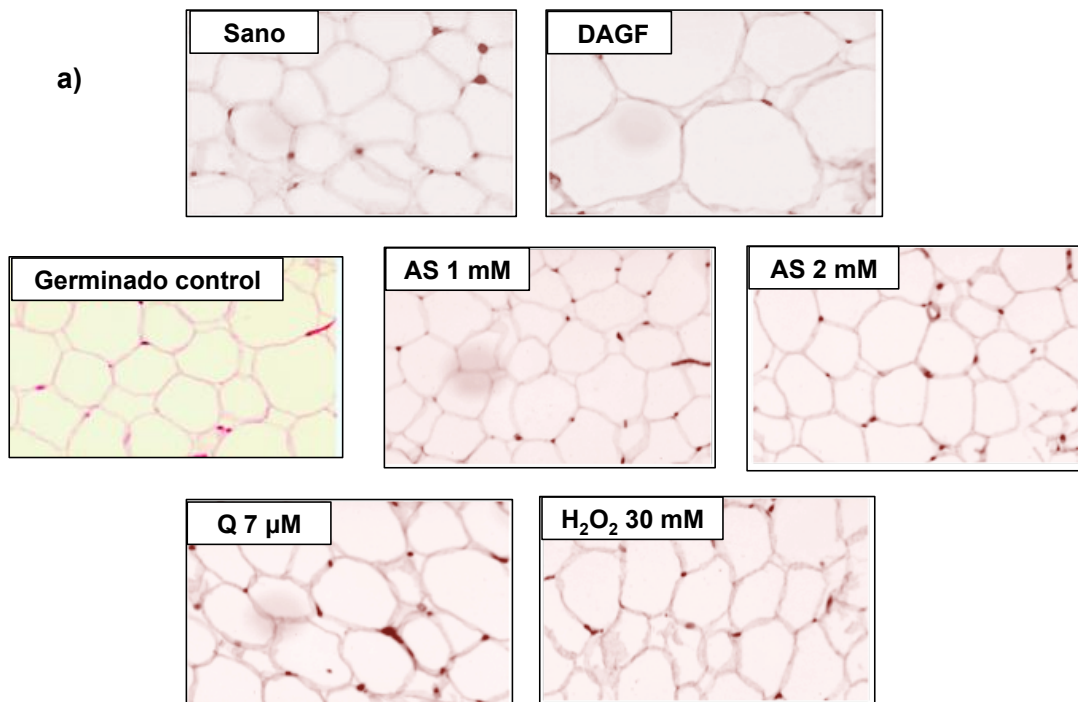 a)
Sano
DAGF
Germinado control
AS 1 mM
AS 2 mM
Q 7 µM
H₂O₂ 30 mM